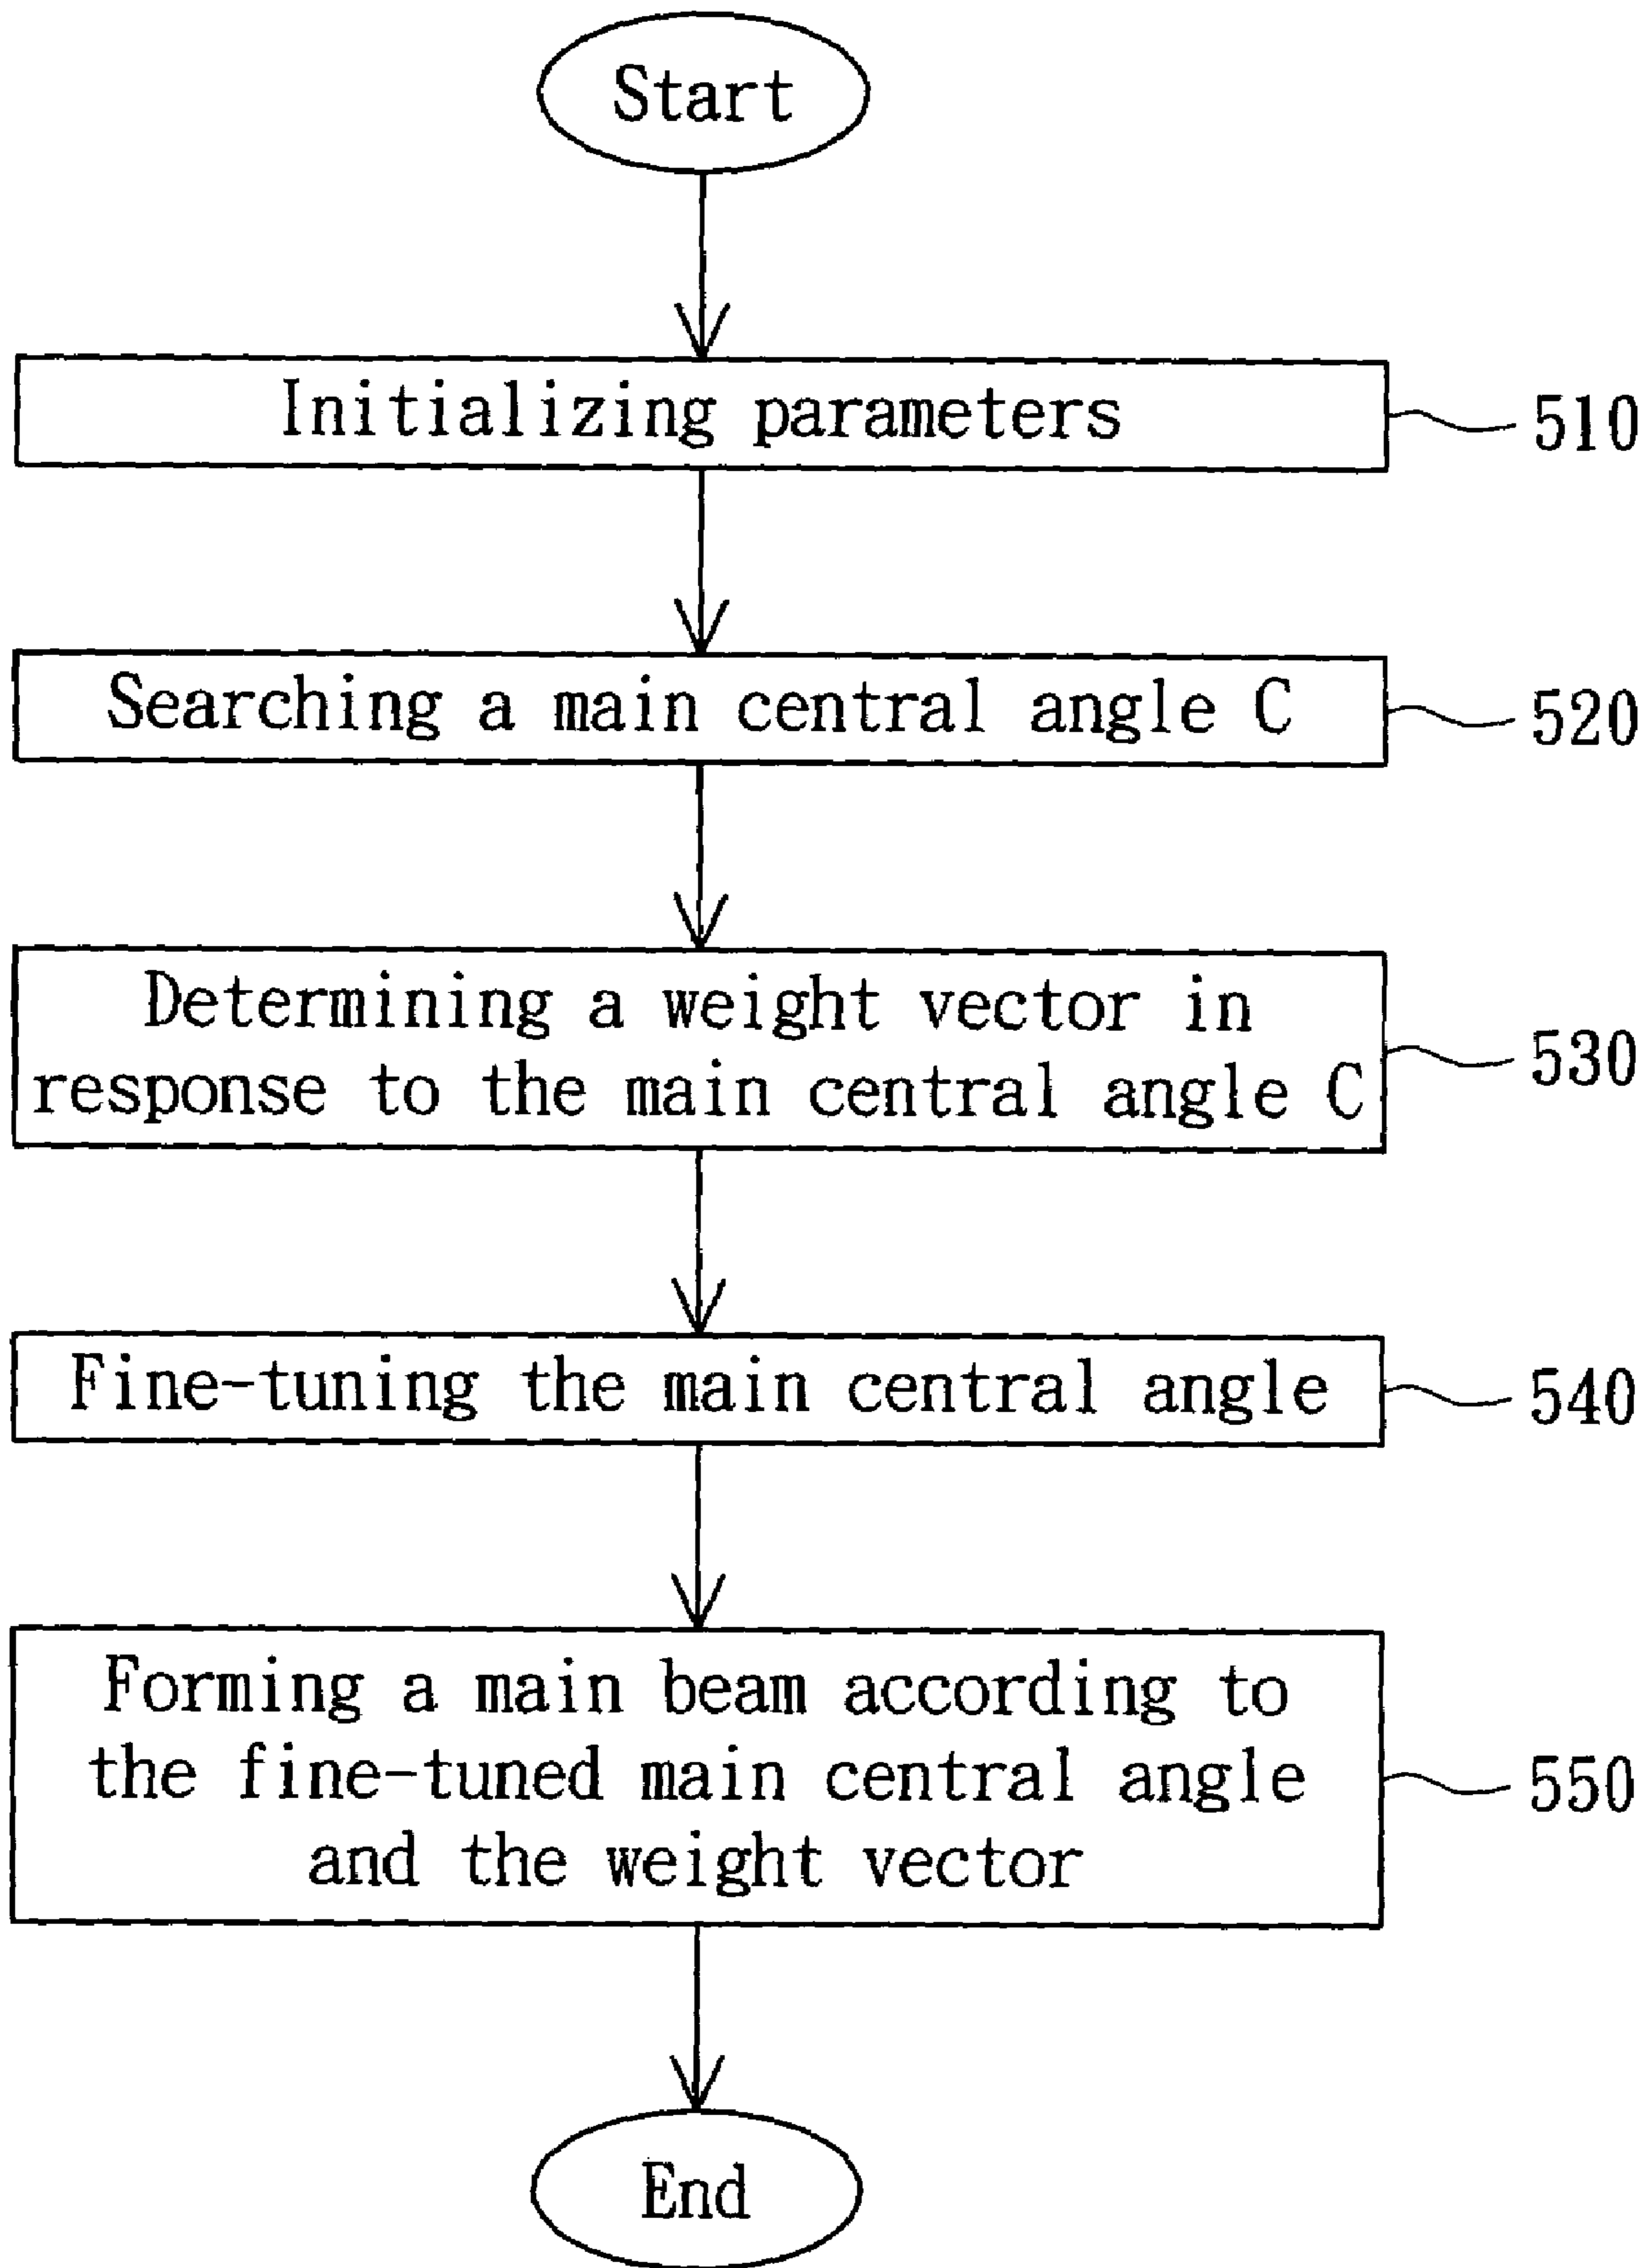 Start
Initializing parameters
510
Searching a main central angle C
520
Determining a weight vector in
response to the main central angle C
530
Fine-tuning the main central angle
540
Forming a main beam according to
the fine-tuned main central angle
and the weight vector
550
End